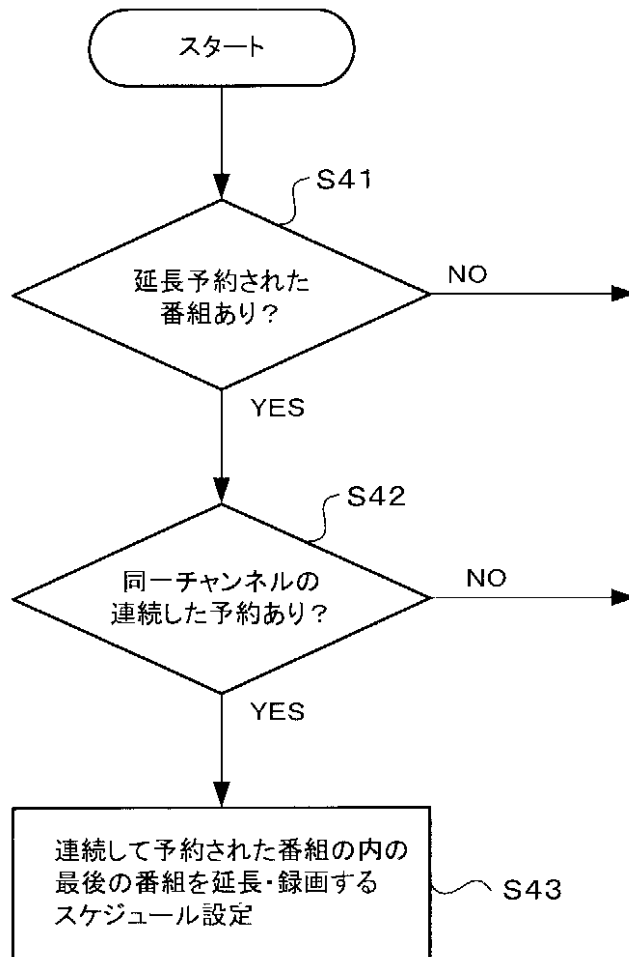 スタート
S41
延長予約された
番組あり?
NO
YES
S42
同一チャンネルの
連続した予約あり?
NO
YES
連続して予約された番組の内の
最後の番組を延長・録画する
スケジュール設定
S43